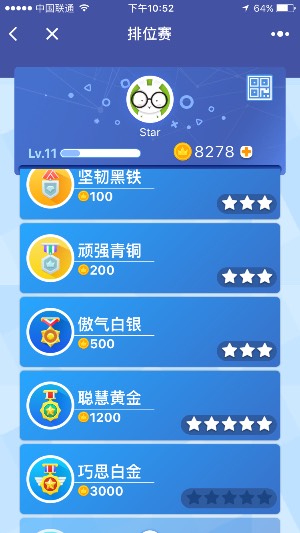 中国联通 下午10:52 64%
排位赛
Star
Lv.11 8278
坚韧黑铁
100
顽强青铜
200
傲气白银
500
聪慧黄金
1200
巧思白金
3000